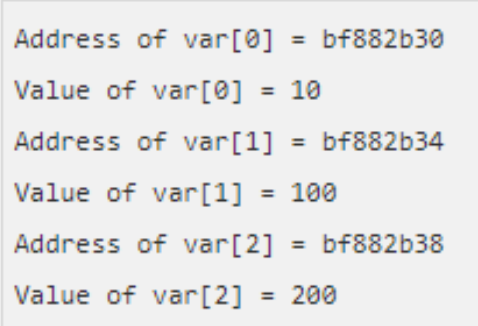 Address of var[0] = bf882b30
Value of var[0] = 10
Address of var[1] = bf882b34
Value of var[1] = 100
Address of var[2] = bf882b38
Value of var[2] = 200